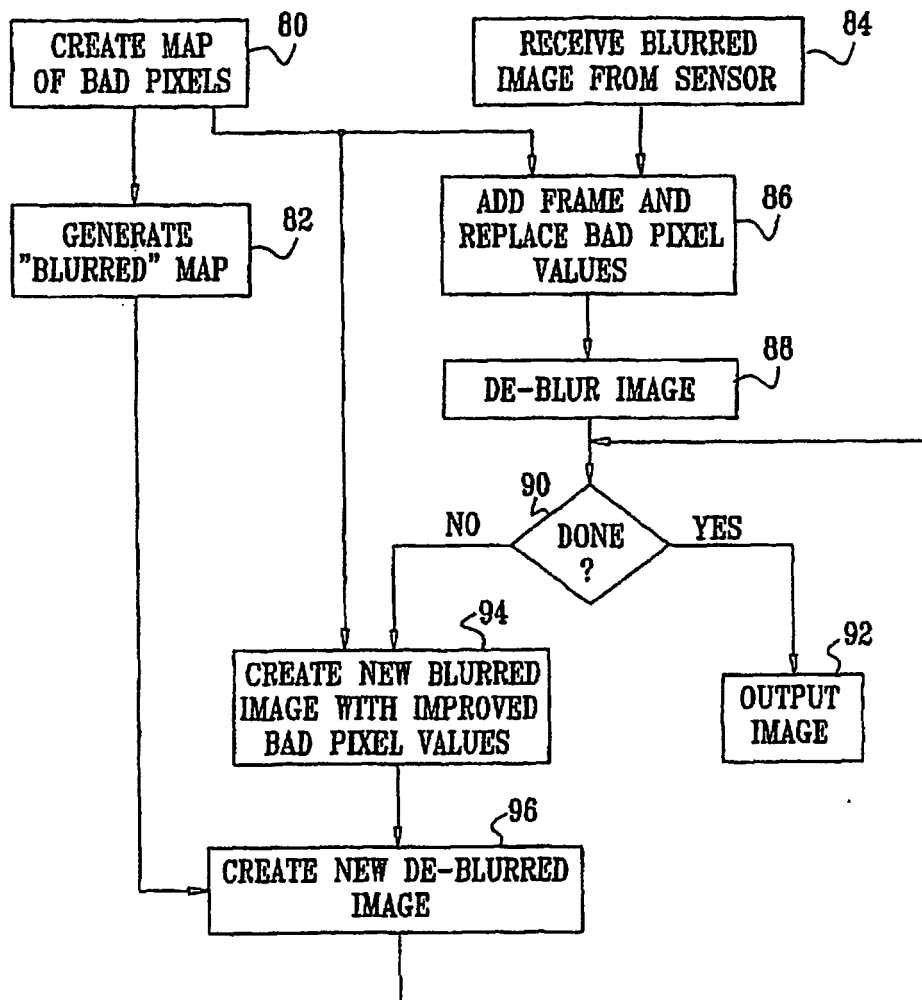 80
CREATE MAP
OF BAD PIXELS
84
RECEIVE BLURRED
IMAGE FROM SENSOR
82
GENERATE
"BLURRED" MAP
86
ADD FRAME AND
REPLACE BAD PIXEL
VALUES
88
DE-BLUR IMAGE
90
NO
DONE
?
YES
94
CREATE NEW BLURRED
IMAGE WITH IMPROVED
BAD PIXEL VALUES
92
OUTPUT
IMAGE
96
CREATE NEW DE-BLURRED
IMAGE